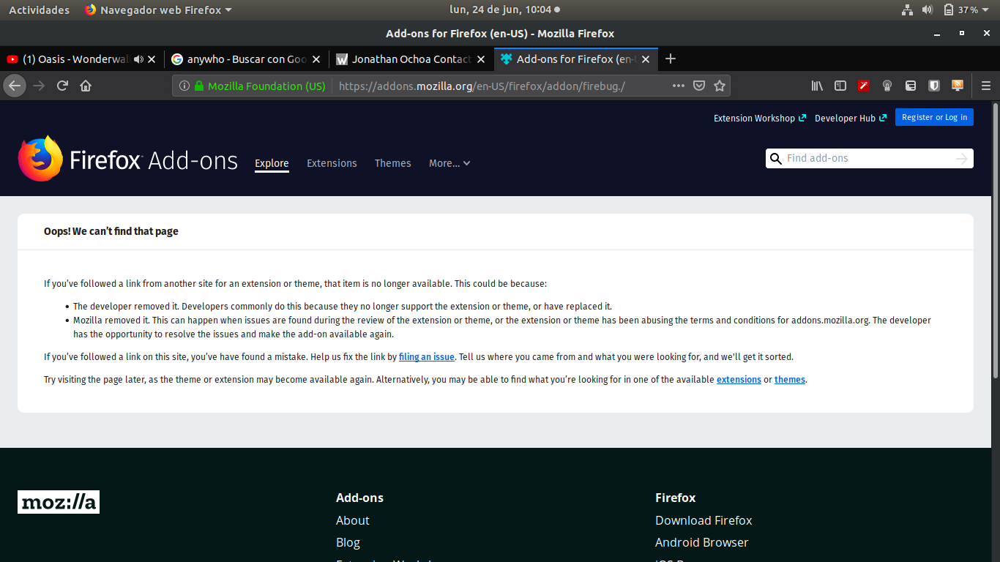 Actividades Navegador web Firefox lun, 24 de jun, 10:04 37%
Add-ons for Firefox (en-US) - Mozilla Firefox
(1) Oasis - Wonderwall anywho - Buscar con Goo Jonathan Ochoa Contact Add-ons for Firefox (en-U
Mozilla Foundation (US) https://addons.mozilla.org/en-US/firefox/addon/firebug./
Extension Workshop Developer Hub Register or Log in
Firefox Add-ons Explore Extensions Themes More... Find add-ons
Oops! We can't find that page
If you've followed a link from another site for an extension or theme, that item is no longer available. This could be because:
• The developer removed it. Developers commonly do this because they no longer support the extension or theme, or have replaced it.
• Mozilla removed it. This can happen when issues are found during the review of the extension or theme, or the extension or theme has been abusing the terms and conditions for addons.mozilla.org. The developer
has the opportunity to resolve the issues and make the add-on available again.
If you've followed a link on this site, you've have found a mistake. Help us fix the link by filing an issue. Tell us where you came from and what you were looking for, and we'll get it sorted.
Try visiting the page later, as the theme or extension may become available again. Alternatively, you may be able to find what you're looking for in one of the available extensions or themes.
moz://a Add-ons Firefox
About Download Firefox
Blog Android Browser